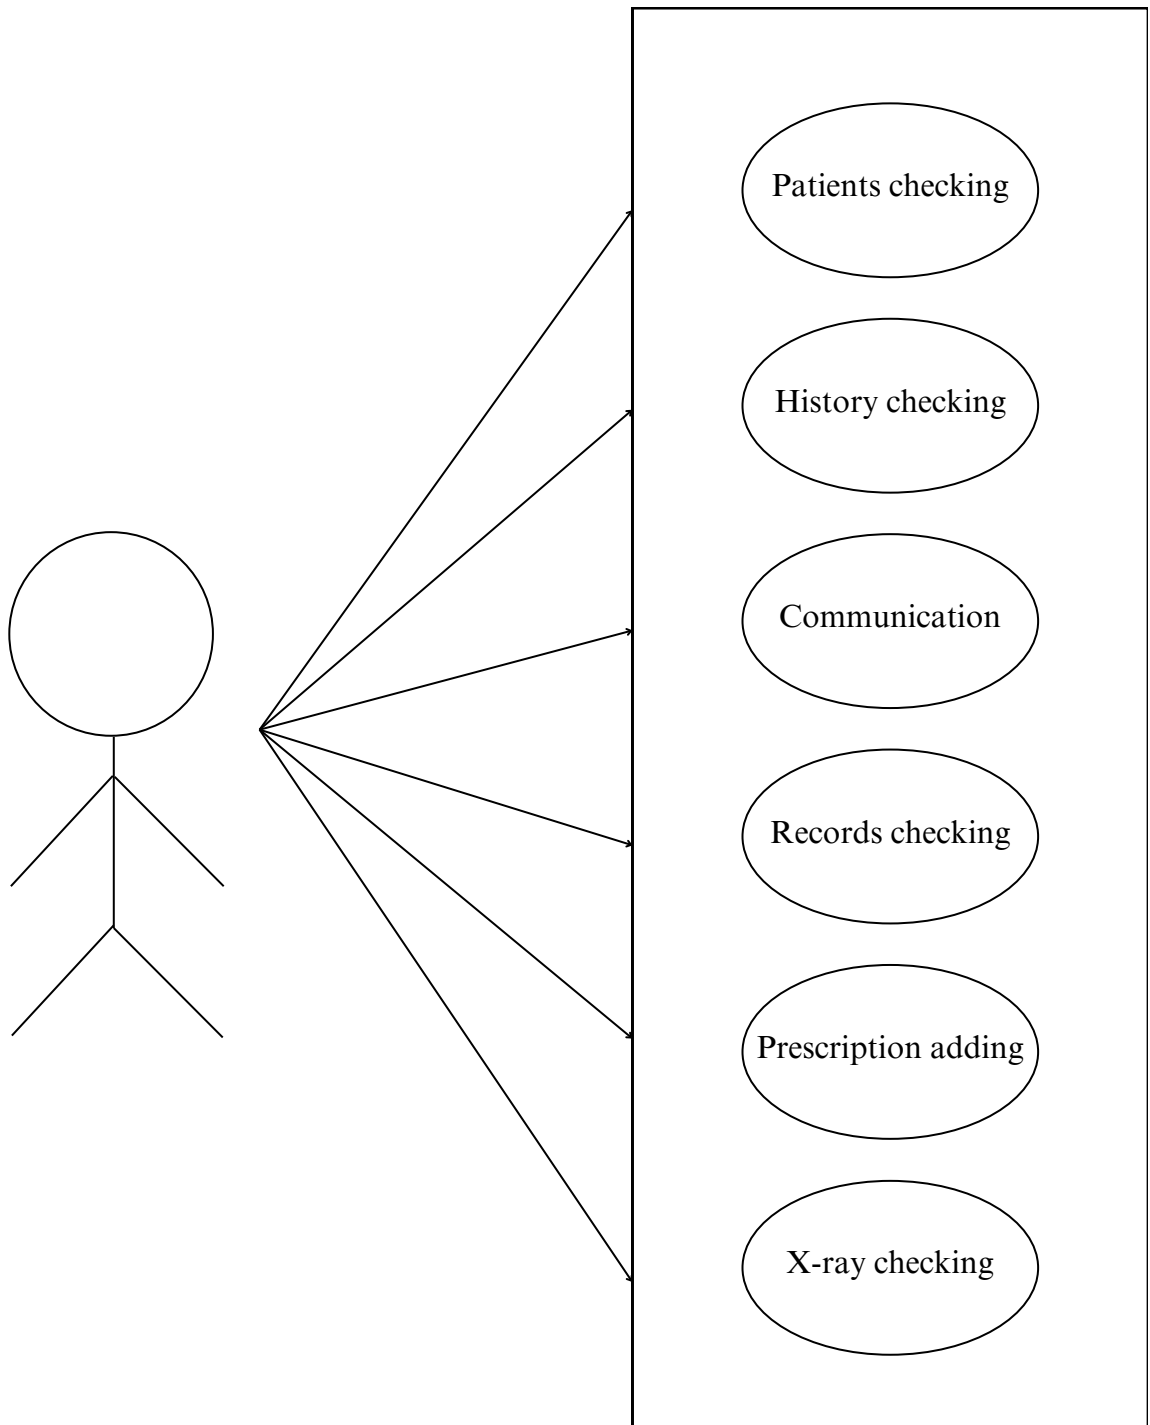 Patients checking
History checking
Communication
Records checking
Prescription adding
X-ray checking